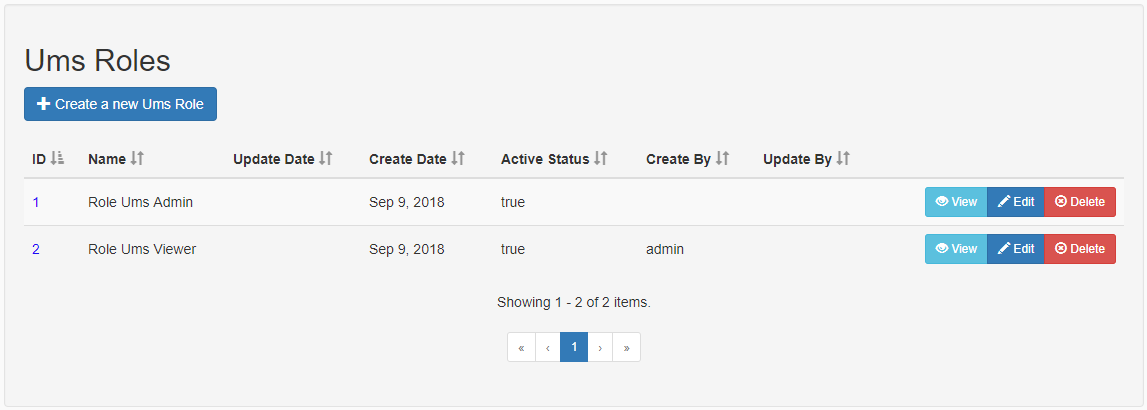 Ums Roles
Create a new Ums Role
ID Name Update Date Create Date Active Status Create By Update By
1 Role Ums Admin Sep 9, 2018 true View Edit Delete
2 Role Ums Viewer Sep 9, 2018 true admin View Edit Delete
Showing 1 - 2 of 2 items.
« ‹ 1 › »